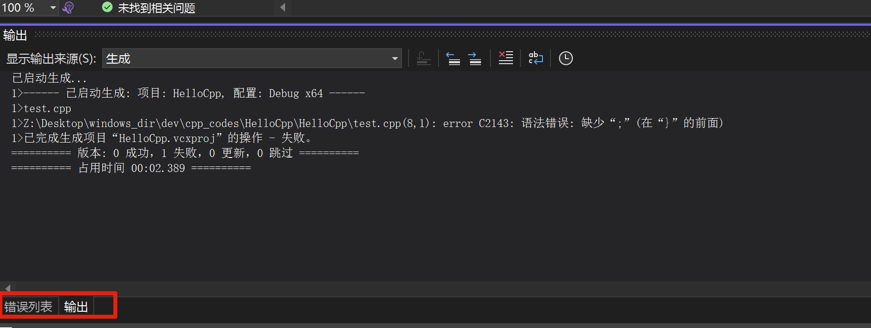 100 %
未找到相关问题
输出
显示输出来源(S): 生成
已启动生成...
1>------ 已启动生成: 项目: HelloCpp, 配置: Debug x64 ------
1>test.cpp
1>Z:\Desktop\windows_dir\dev\cpp_codes\HelloCpp\HelloCpp\test.cpp(8,1): error C2143: 语法错误: 缺少“;”(在“}”的前面)
1>已完成生成项目“HelloCpp.vcxproj”的操作 - 失败。
========== 版本: 0 成功，1 失败，0 更新，0 跳过 ==========
========== 占用时间 00:02.389 ==========
错误列表 输出